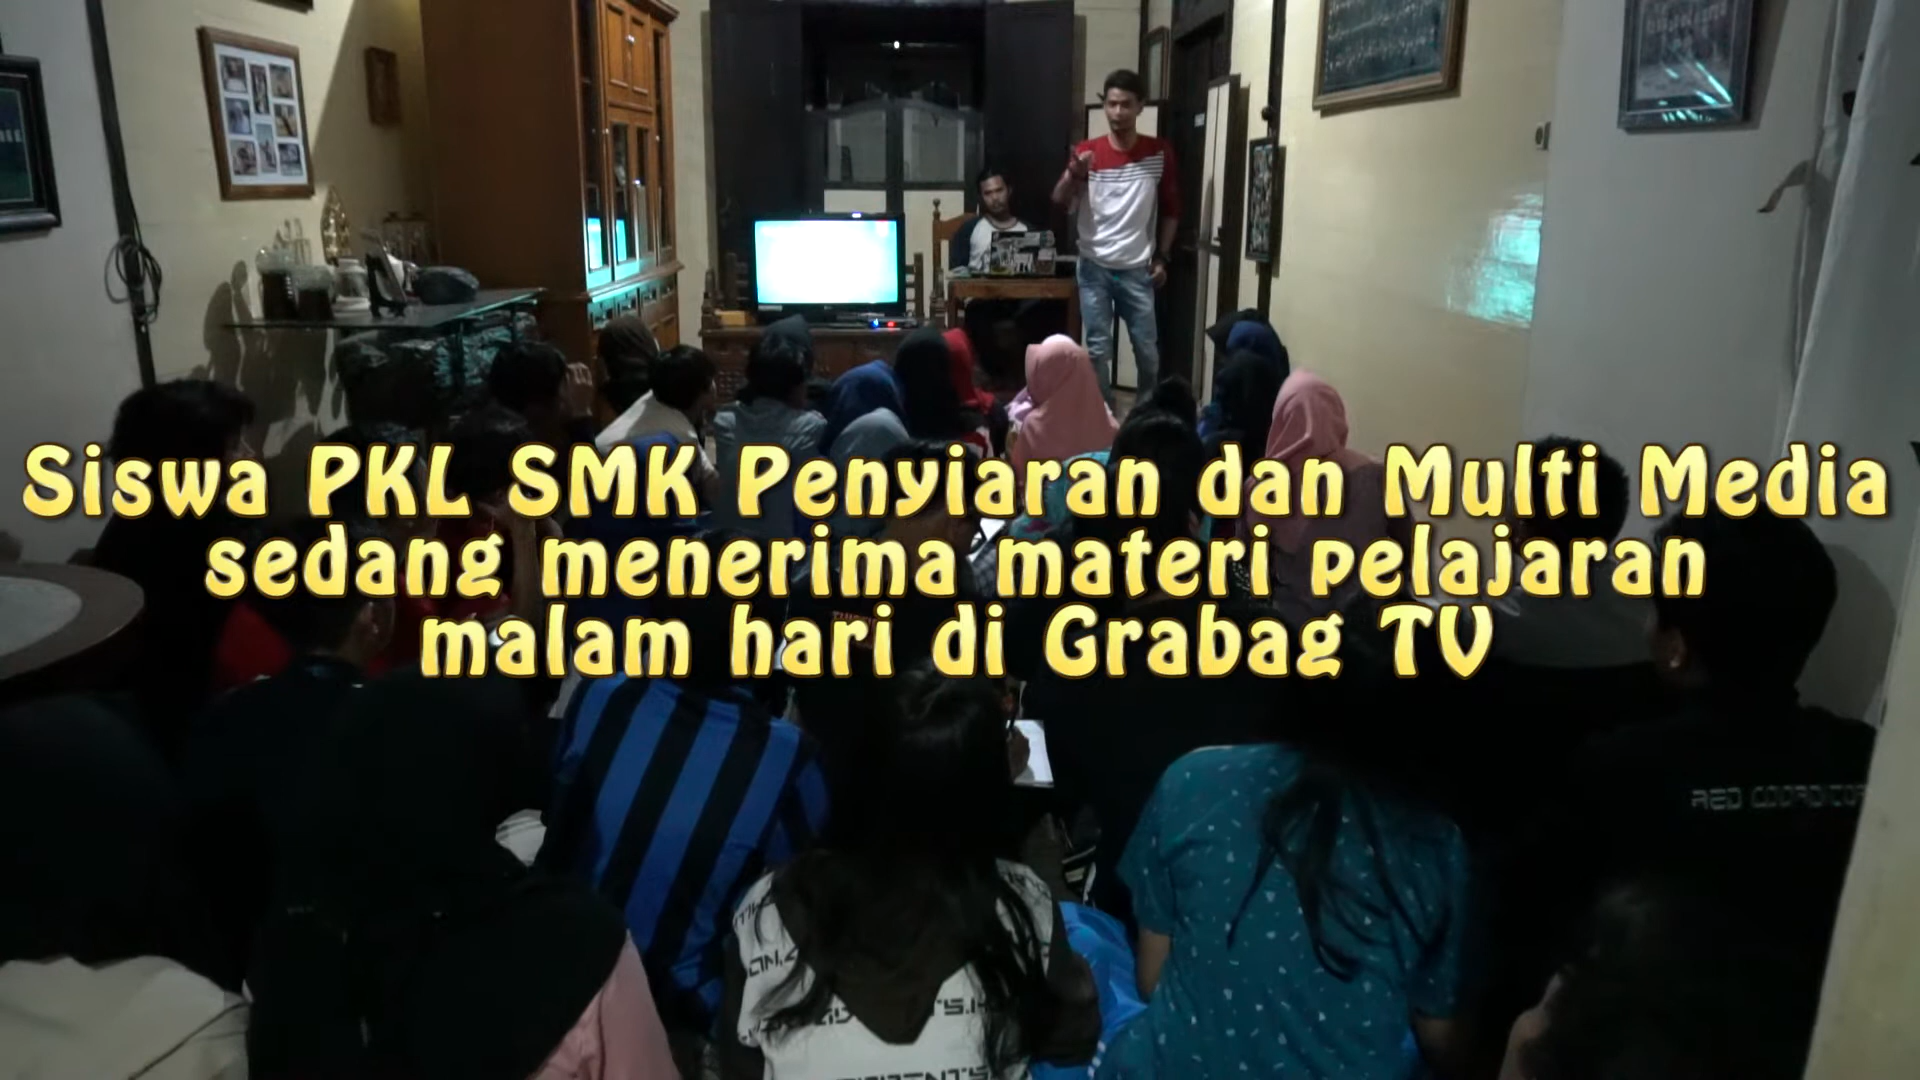 Siswa PKL SMK Penyiaran dan Multi Media
sedang menerima materi pelajaran
malam hari di Grabag TV